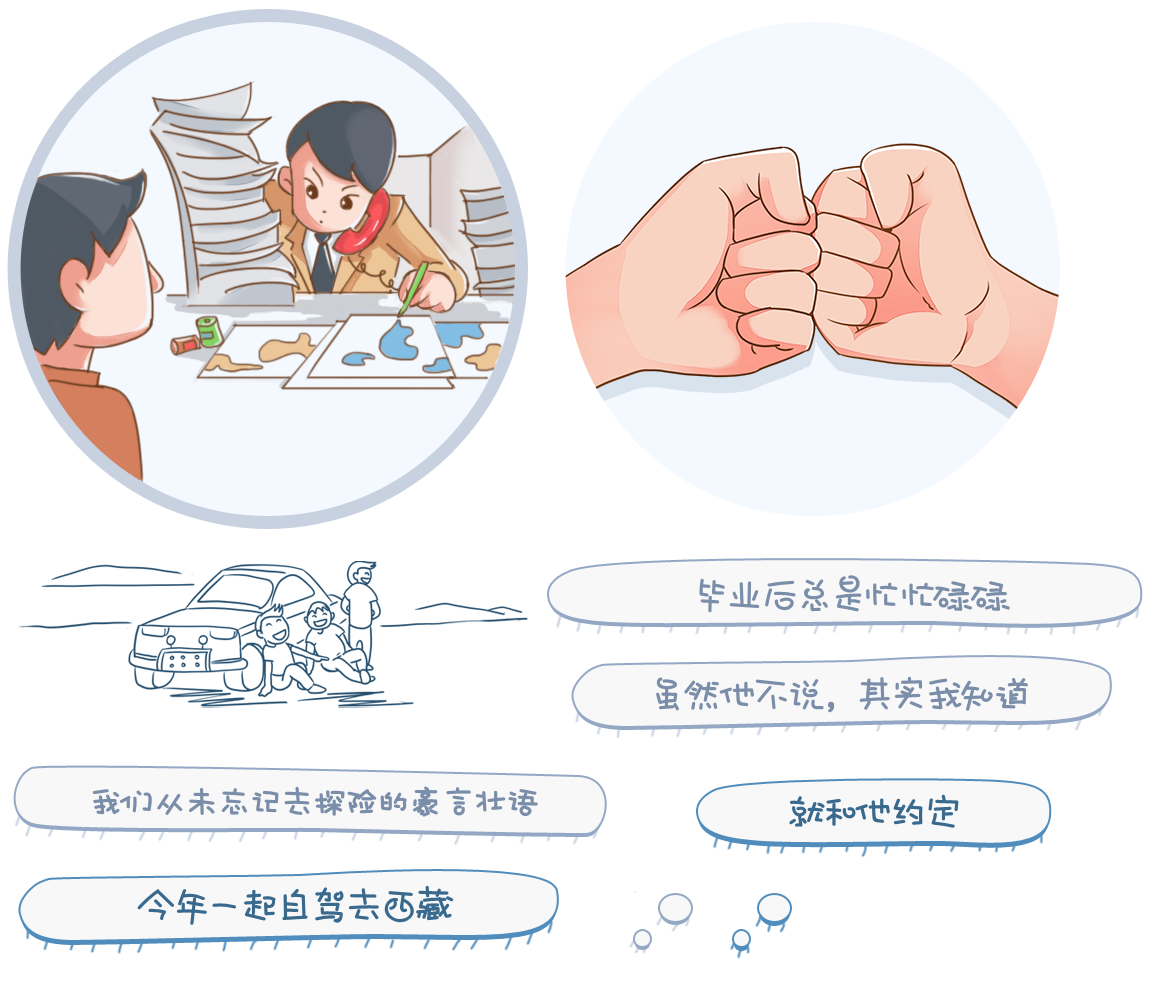 毕业后总是忙忙碌碌
虽然他不说，其实我知道
我们从未忘记去探险的豪言壮语
就和他约定
今年一起自驾去西藏